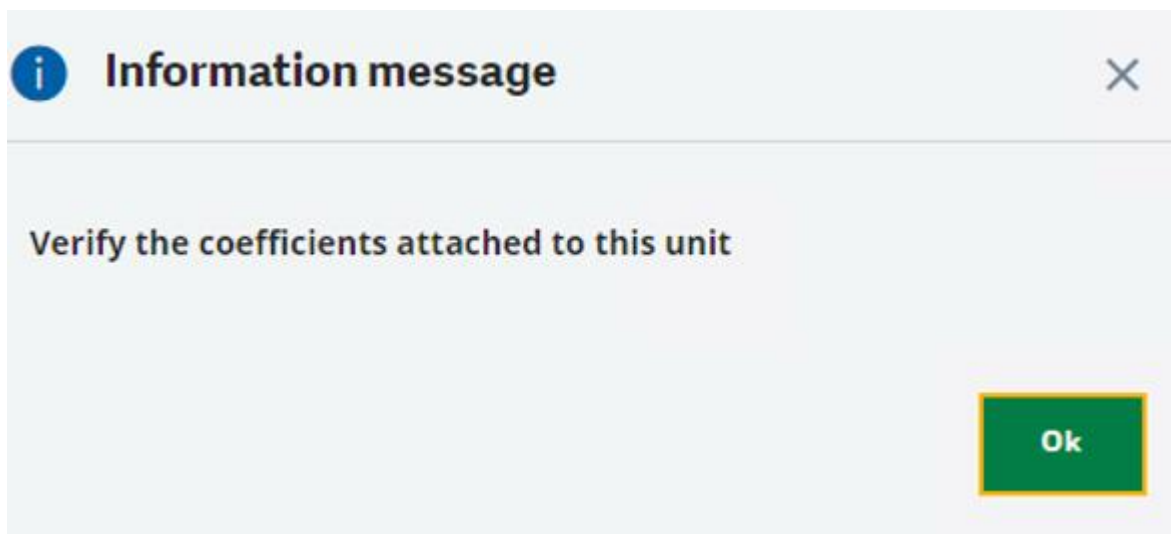 Information message
Verify the coefficients attached to this unit
Ok